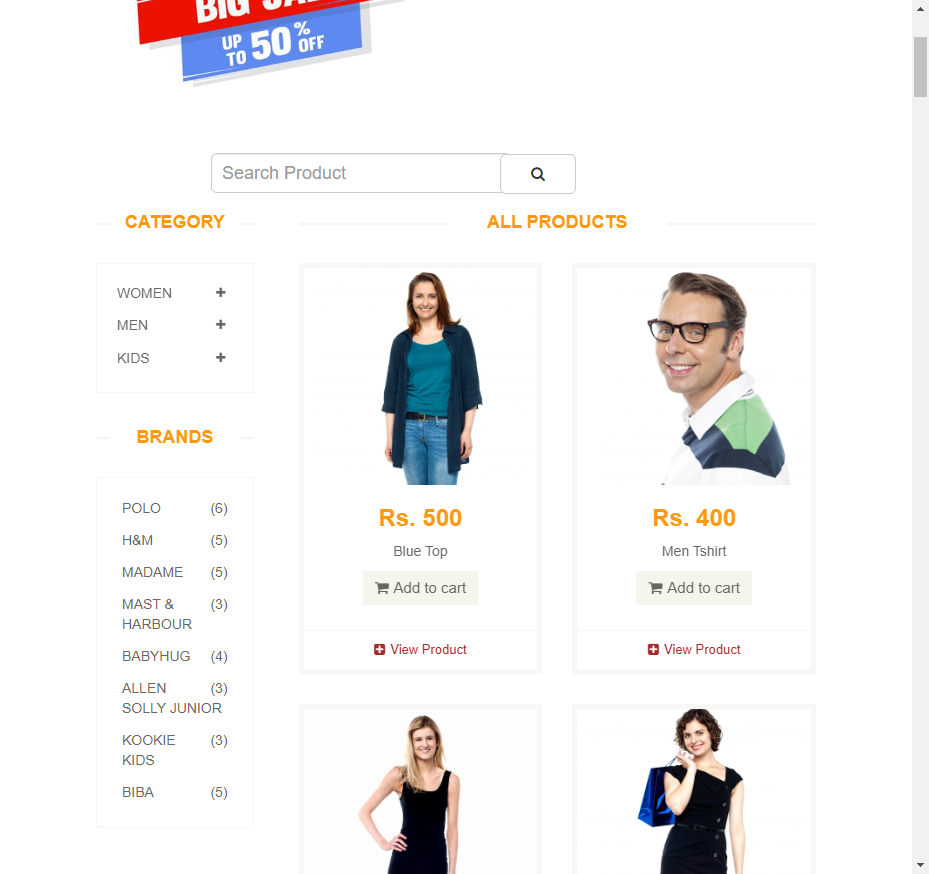 BIG SALE
UP TO 50% OFF
Search Product
CATEGORY
WOMEN
MEN
KIDS
BRANDS
POLO (6)
H&M (5)
MADAME (5)
MAST & (3)
HARBOUR
BABYHUG (4)
ALLEN (3)
SOLLY JUNIOR
KOOKIE (3)
KIDS
BIBA (5)
ALL PRODUCTS
Rs. 500
Blue Top
Add to cart
View Product
Rs. 400
Men Tshirt
Add to cart
View Product